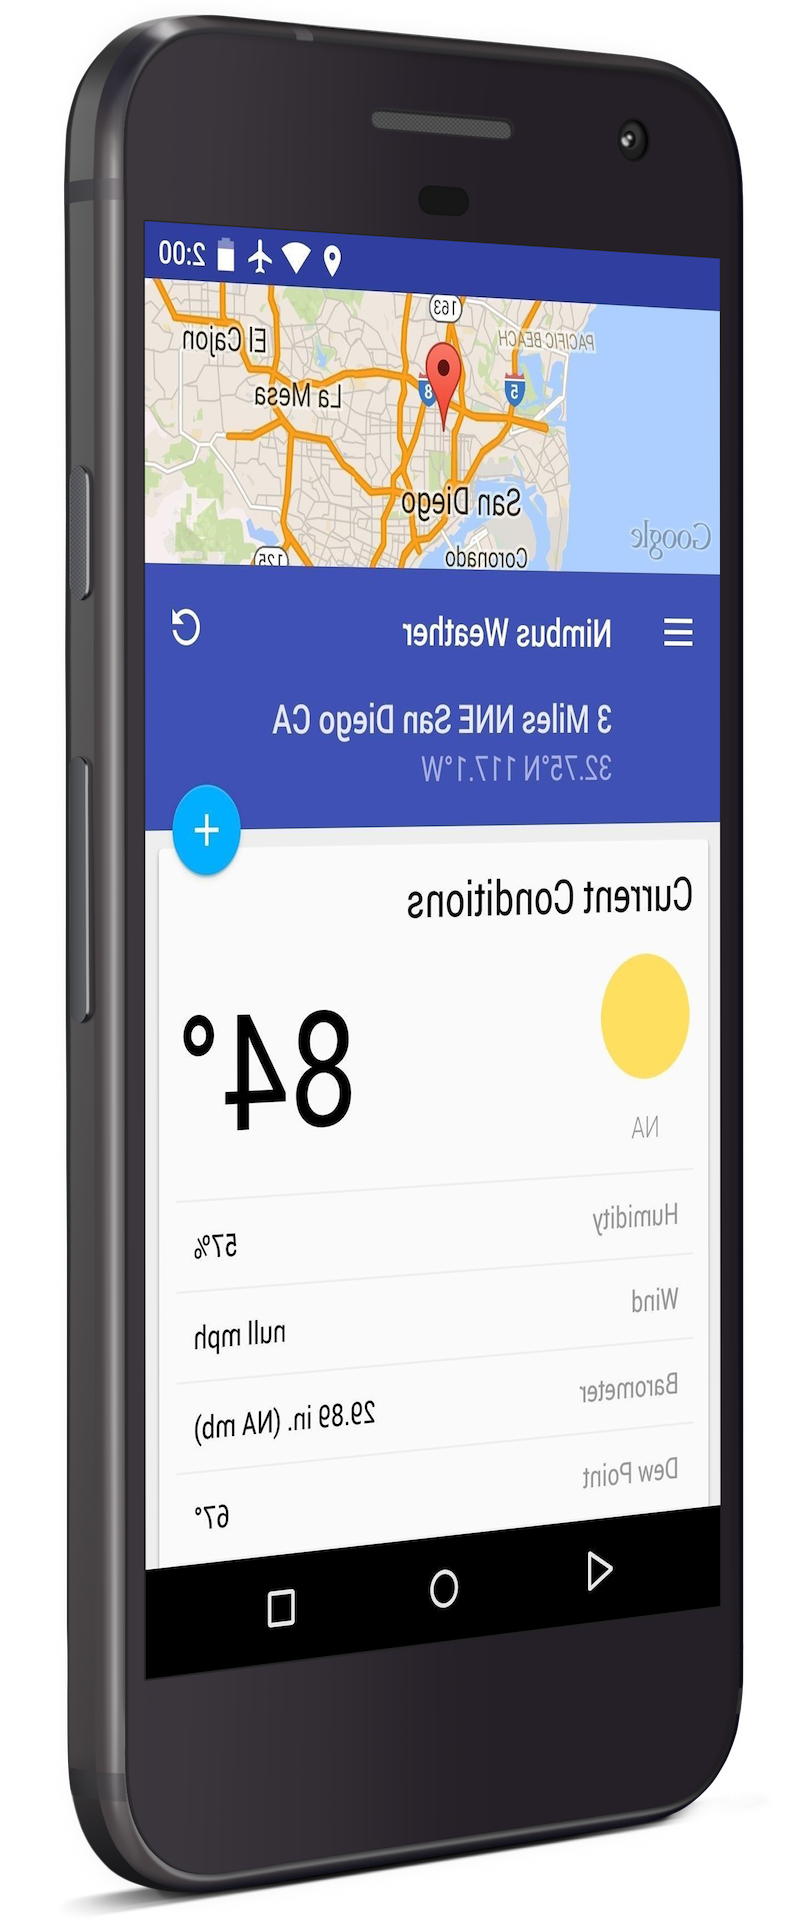 2:00
163
El Cajon
PACIFIC BEACH
La Mesa
8
5
San Diego
Google
Coronado
125
Nimbus Weather
3 Miles NNE San Diego CA
32.75°N 117.1°W
+
Current Conditions
84°
NA
Humidity 57%
Wind null mph
Barometer 29.89 in. (NA mb)
Dew Point 67°